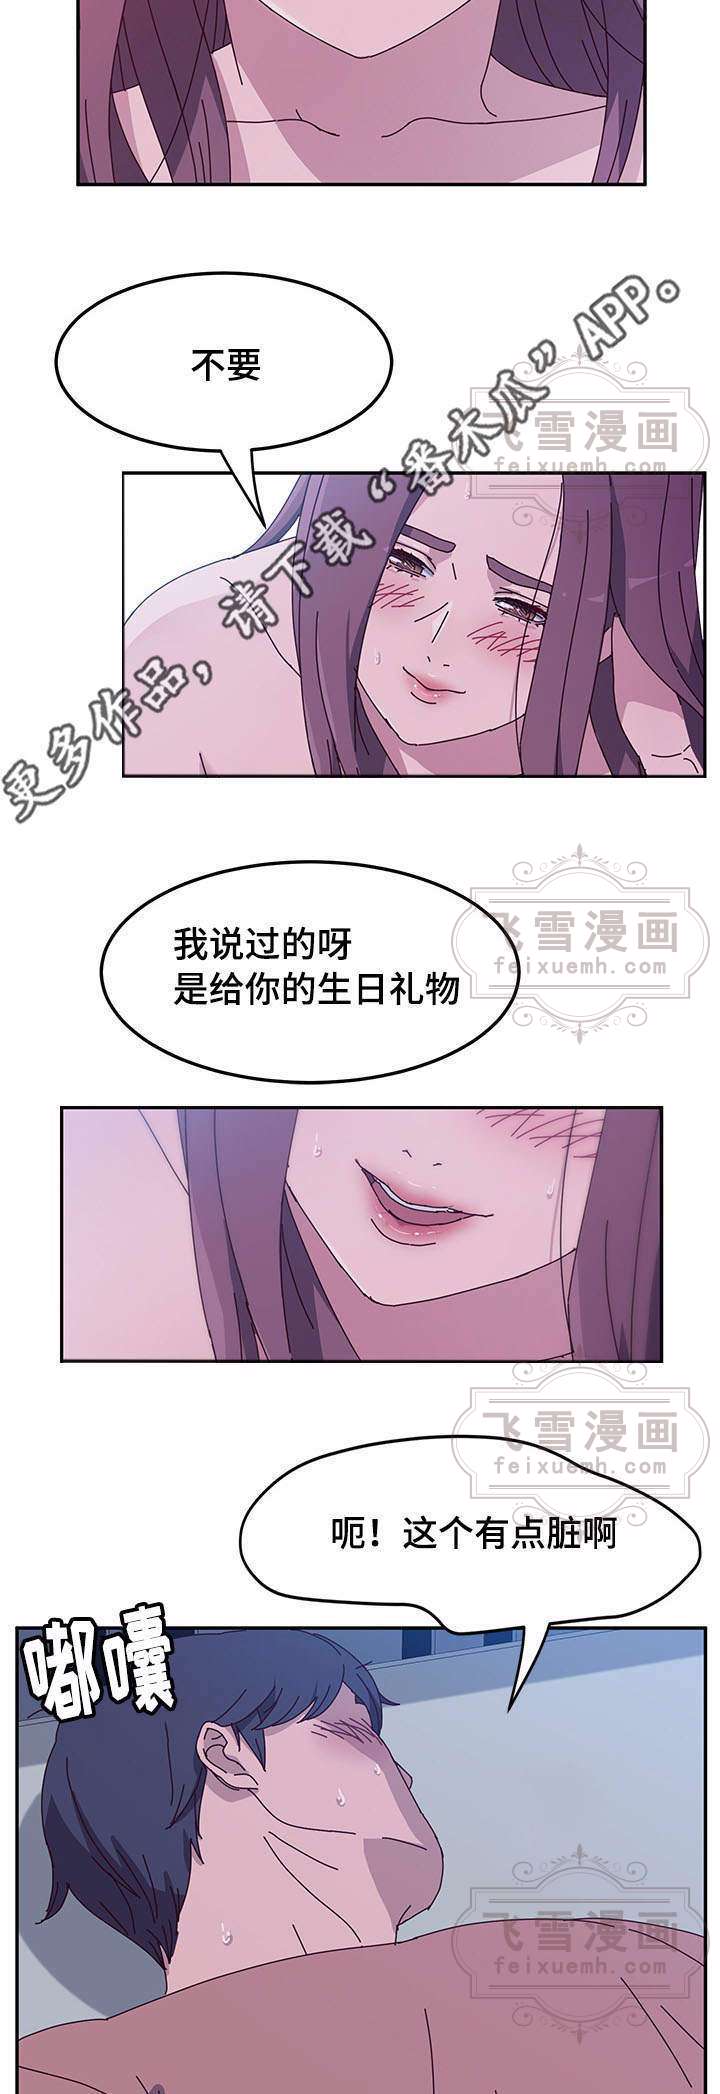 不要
更多作品，请下载“番木瓜”APP。
飞雪漫画
feixuemh.com
我说过的呀
是给你的生日礼物
飞雪漫画
feixuemh.com
飞雪漫画
feixuemh.com
呃！这个有点脏啊
嘟囔
飞雪漫画
feixuemh.com